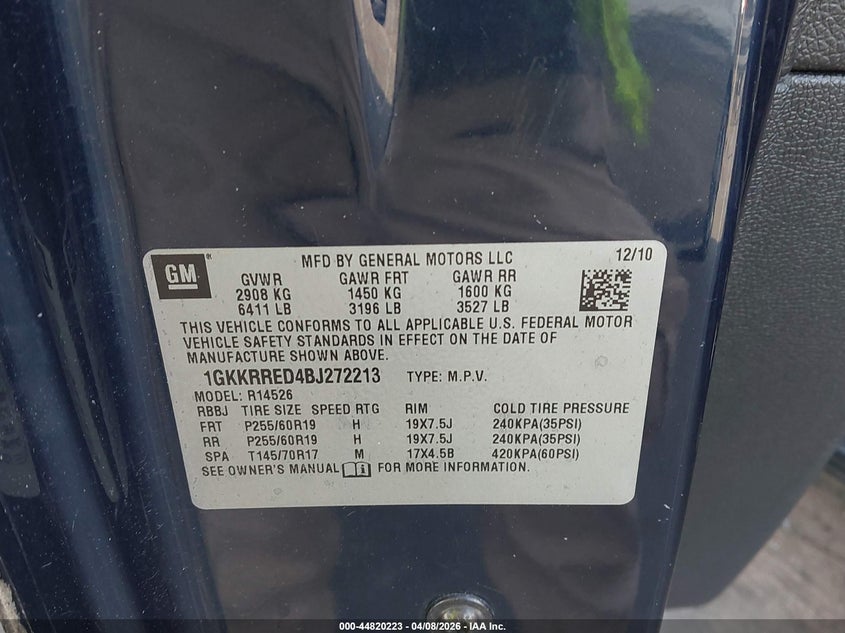 GM ® MFD BY GENERAL MOTORS LLC 12/10
GVWR GAWR FRT GAWR RR
2908 KG 1450 KG 1600 KG
6411 LB 3196 LB 3527 LB
THIS VEHICLE CONFORMS TO ALL APPLICABLE U.S. FEDERAL MOTOR
VEHICLE SAFETY STANDARDS IN EFFECT ON THE DATE OF
MANUFACTURE SHOWN ABOVE.
1GKKRRED4BJ272213 TYPE: M.P.V.
MODEL: R14526
RBBJ TIRE SIZE SPEED RTG RIM COLD TIRE PRESSURE
FRT P255/60R19 H 19X7.5J 240KPA(35PSI)
RR P255/60R19 H 19X7.5J 240KPA(35PSI)
SPA T145/70R17 M 17X4.5B 420KPA(60PSI)
SEE OWNER'S MANUAL FOR MORE INFORMATION.
000-44820223 - 04/08/2026 - IAA Inc.